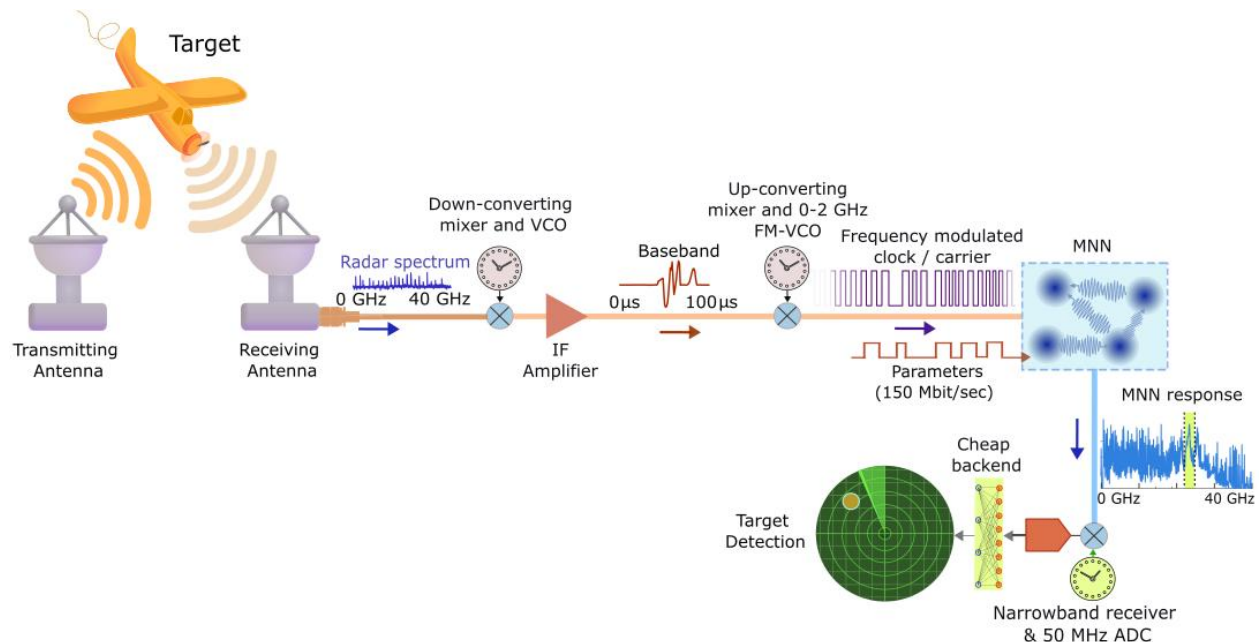 Target
Transmitting
Antenna
Receiving
Antenna
Radar spectrum
0 GHz 40 GHz
Down-converting
mixer and VCO
IF
Amplifier
Baseband
0μs 100μs
Up-converting
mixer and 0-2 GHz
FM-VCO
Frequency modulated
clock / carrier
Parameters
(150 Mbit/sec)
MNN
MNN response
0 GHz 40 GHz
Narrowband receiver
& 50 MHz ADC
Cheap
backend
Target
Detection